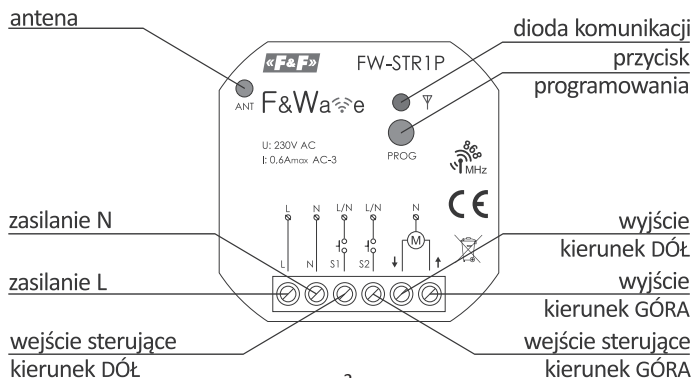 antena
dioda komunikacji
przycisk
programowania
«F&F»
FW-STR1P
ANT
F&Wave
PROG
U: 230V AC
I: 0.6Amax AC-3
868
MHz
CE
L
N
L/N
L/N
N
M
L
N
S1
S2
zasilanie N
zasilanie L
wejście sterujące
kierunek DÓŁ
wyjście
kierunek DÓŁ
wyjście
kierunek GÓRA
wejście sterujące
kierunek GÓRA